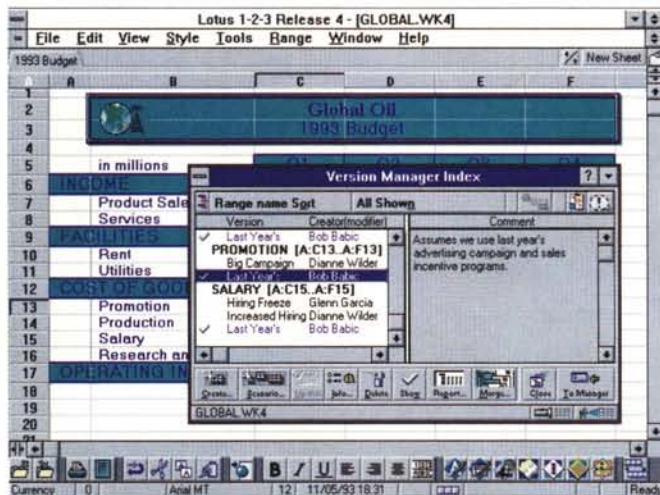 Lotus 1-2-3 Release 4 - [GLOBAL.WK4]
File Edit View Style Tools Range Window Help
1993 Budget New Sheet
A A B C D E F
1
2 Global Oil
3 1993 Budget
4
5 in millions
6 INCOME
7 Product Sale
8 Services
9 FACILITIES
10 Rent
11 Utilities
12 COST OF GOO
13 Promotion
14 Production
15 Salary
16 Research an
17 OPERATING IN
18
19
20
21
Version Manager Index ?
Range name Sort All Shown
Version Creator(modifier) Comment
Last Year's Bob Babic
PROMOTION [A:C13..A:F13]
Big Campaign Dianne Wilder
Last Year's Bob Babic
SALARY [A:C15..A:F15]
Hiring Freeze Glenn Garcia
Increased Hiring Dianne Wilder
Last Year's Bob Babic
Assumes we use last year's
advertising campaign and sales
incentive programs.
Create... Scenario... Update Info... Delete Show Report... Merge... Close To Manager
GLOBAL.WK4
B I U
Currency 0 Arial MT 12 11/05/93 18:31 Ready